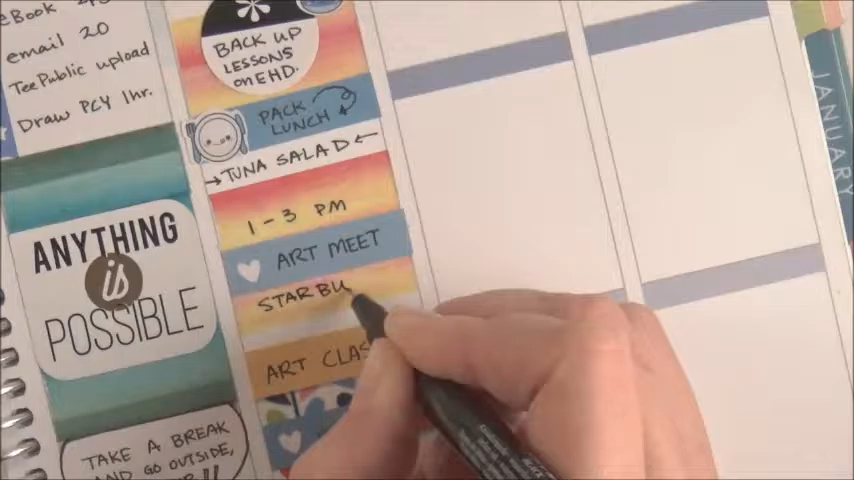 eBook
email 20
TeePublic upload
Draw PCY 1hr.
ANYTHING
is
POSSIBLE
TAKE A BREAK
AND GO OUTSIDE,
BACK UP
LESSONS
on EHD.
PACK
LUNCH
TUNA SALAD
1-3 PM
ART MEET
STARBU
ART CLAS
JANUARY